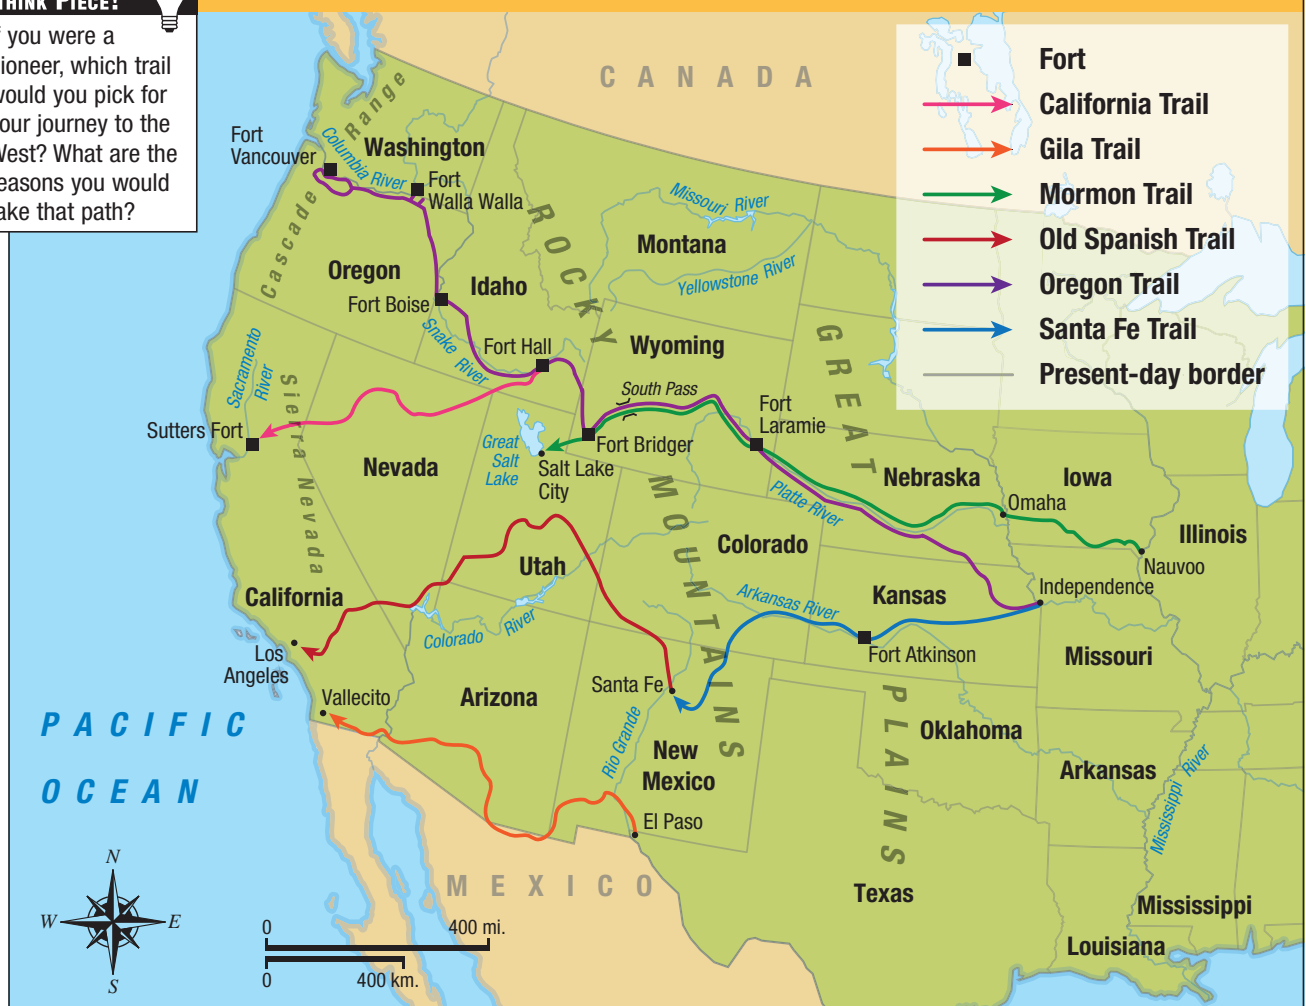 THINK PIECE!
f you were a
ioneer, which trail
would you pick for
our journey to the
West? What are the
easons you would
ake that path?
Fort
California Trail
Gila Trail
Mormon Trail
Old Spanish Trail
Oregon Trail
Santa Fe Trail
Present-day border
CANADA
Cascade Range
Fort
Vancouver
Columbia River
Washington
Fort
Walla Walla
ROCKY MOUNTAINS
Missouri River
Montana
Yellowstone River
Oregon
Idaho
Fort Boise
Snake River
Fort Hall
Wyoming
South Pass
GREAT PLAINS
Sacramento
River
Sierra Nevada
Sutters Fort
Nevada
Great
Salt
Lake
Salt Lake
City
Fort Bridger
Fort
Laramie
Platte River
Nebraska
Iowa
Omaha
Illinois
Nauvoo
Utah
Colorado
Independence
California
Colorado River
Arkansas River
Kansas
Fort Atkinson
Missouri
Los
Angeles
Vallecito
Arizona
Santa Fe
Rio Grande
New
Mexico
Oklahoma
Arkansas
Mississippi River
PACIFIC
OCEAN
El Paso
MEXICO
Texas
Mississippi
Louisiana
N
W
E
S
0
400 mi.
0
400 km.